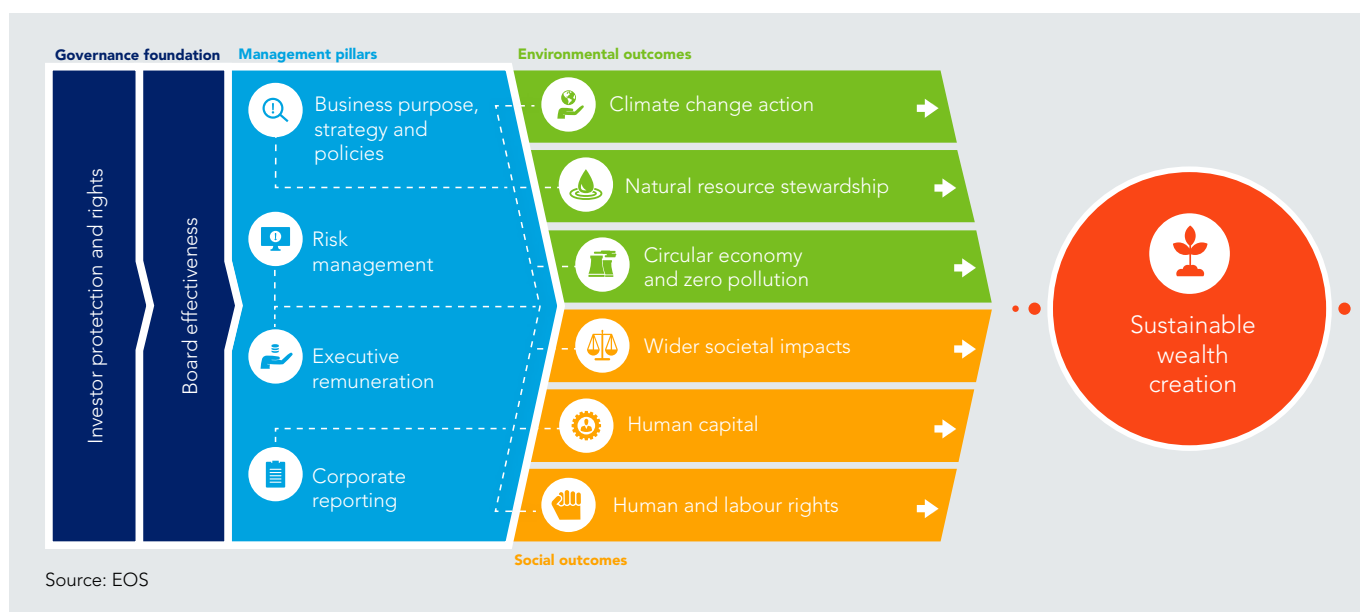 Governance foundation
Management pillars
Environmental outcomes
Investor protetction and rights
Board effectiveness
Business purpose,
strategy and
policies
Risk
management
Executive
remuneration
Corporate
reporting
Climate change action
Natural resource stewardship
Circular economy
and zero pollution
Wider societal impacts
Human capital
Human and labour rights
Social outcomes
Sustainable
wealth
creation
Source: EOS